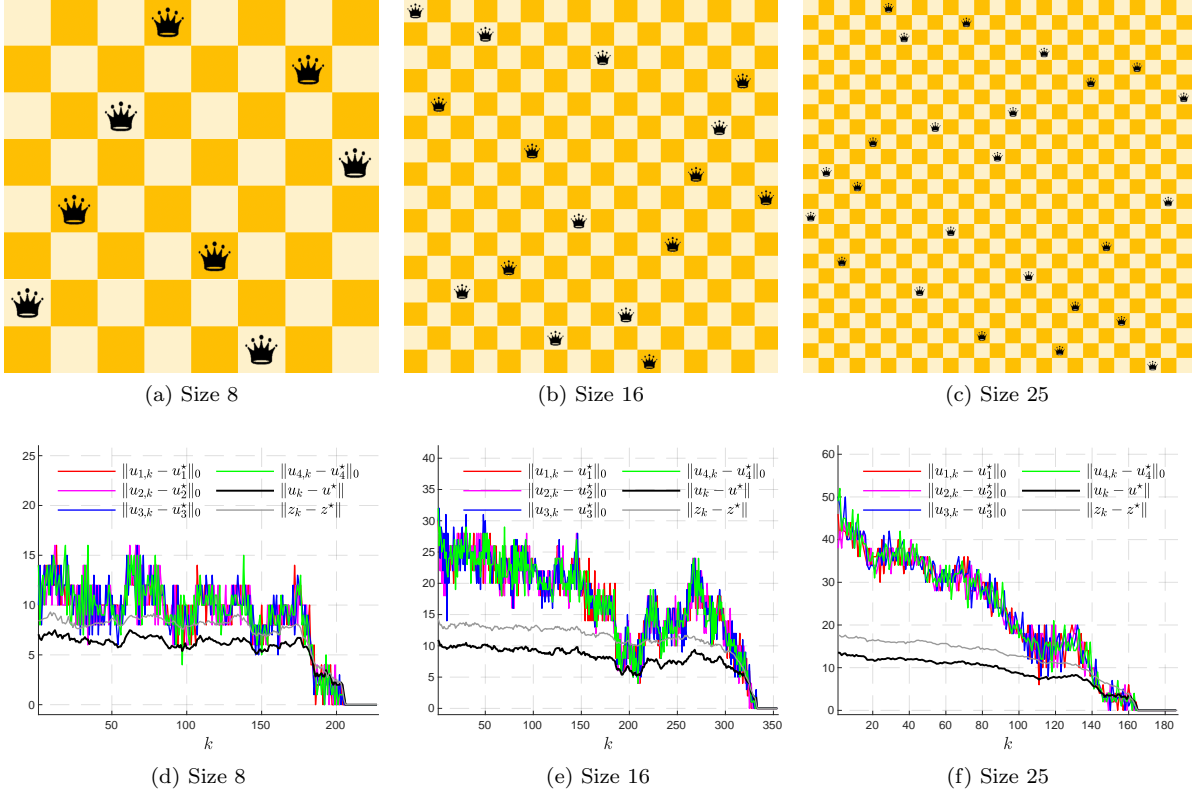 (a) Size 8
(b) Size 16
(c) Size 25
25
20
15
10
5
0
50
100
150
200
k
‖u₁,ₖ − u₁⋆‖₀
‖u₂,ₖ − u₂⋆‖₀
‖u₃,ₖ − u₃⋆‖₀
‖u₄,ₖ − u₄⋆‖₀
‖uₖ − u⋆‖
‖zₖ − z⋆‖
(d) Size 8
40
35
30
25
20
15
10
5
0
50
100
150
200
250
300
350
k
‖u₁,ₖ − u₁⋆‖₀
‖u₂,ₖ − u₂⋆‖₀
‖u₃,ₖ − u₃⋆‖₀
‖u₄,ₖ − u₄⋆‖₀
‖uₖ − u⋆‖
‖zₖ − z⋆‖
(e) Size 16
60
50
40
30
20
10
0
20
40
60
80
100
120
140
160
180
k
‖u₁,ₖ − u₁⋆‖₀
‖u₂,ₖ − u₂⋆‖₀
‖u₃,ₖ − u₃⋆‖₀
‖u₄,ₖ − u₄⋆‖₀
‖uₖ − u⋆‖
‖zₖ − z⋆‖
(f) Size 25